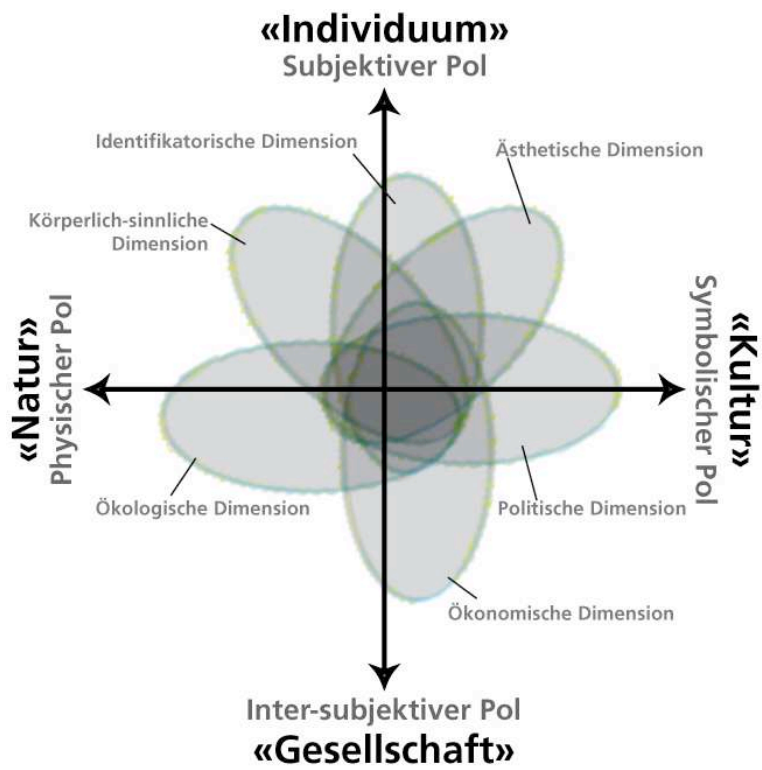 «Individuum»
Subjektiver Pol
Identifikatorische Dimension
Ästhetische Dimension
Körperlich-sinnliche
Dimension
«Natur»
Physischer Pol
Symbolischer Pol
«Kultur»
Ökologische Dimension
Politische Dimension
Ökonomische Dimension
Inter-subjektiver Pol
«Gesellschaft»